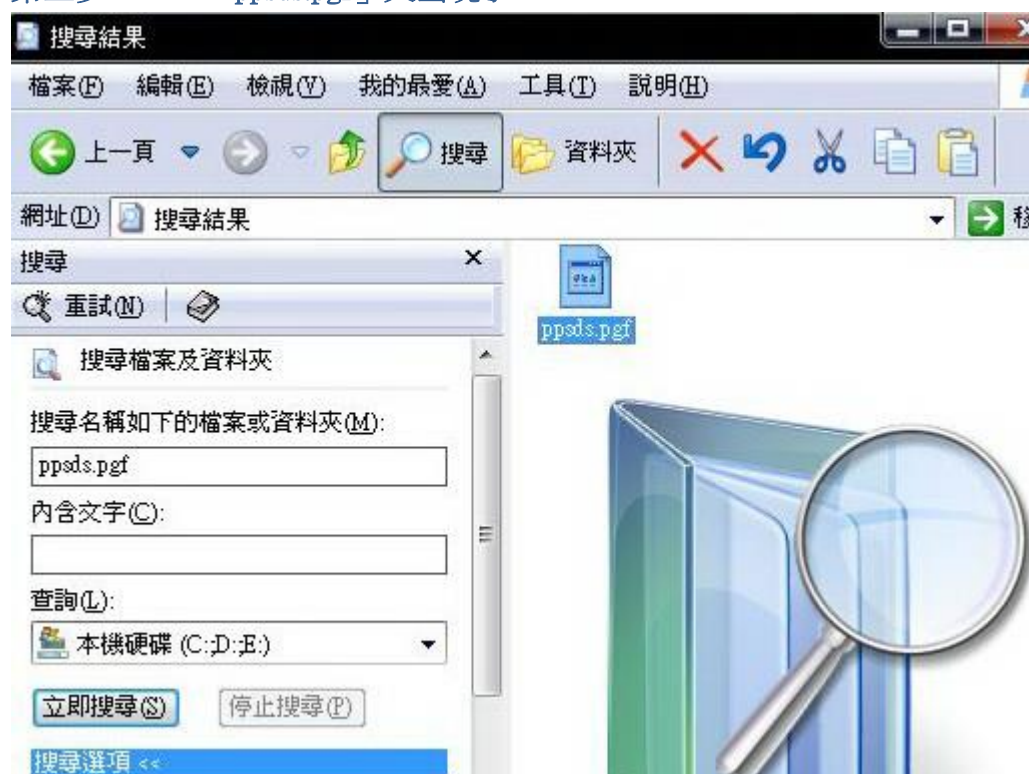 搜尋結果
檔案(F) 編輯(E) 檢視(V) 我的最愛(A) 工具(T) 說明(H)
上一頁 搜尋 資料夾
網址(D) 搜尋結果
搜尋
重試(N)
ppsds.pgf
搜尋檔案及資料夾
搜尋名稱如下的檔案或資料夾(M):
ppsds.pgf
內含文字(C):
查詢(L):
本機硬碟 (C:;D:;E:)
立即搜尋(S) 停止搜尋(P)
搜尋選項 <<